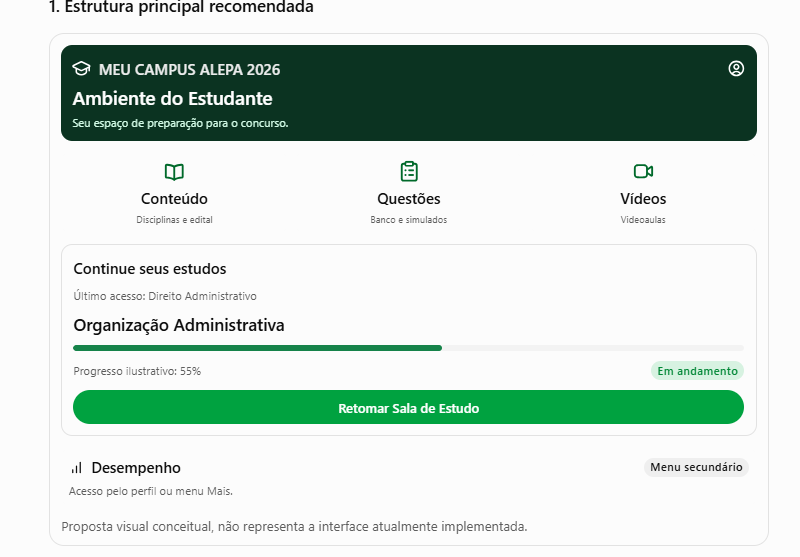 1. Estrutura principal recomendada
MEU CAMPUS ALEPA 2026
Ambiente do Estudante
Seu espaço de preparação para o concurso.
Conteúdo
Disciplinas e edital
Questões
Banco e simulados
Vídeos
Videoaulas
Continue seus estudos
Último acesso: Direito Administrativo
Organização Administrativa
Progresso ilustrativo: 55%
Em andamento
Retomar Sala de Estudo
Desempenho
Menu secundário
Acesso pelo perfil ou menu Mais.
Proposta visual conceitual, não representa a interface atualmente implementada.